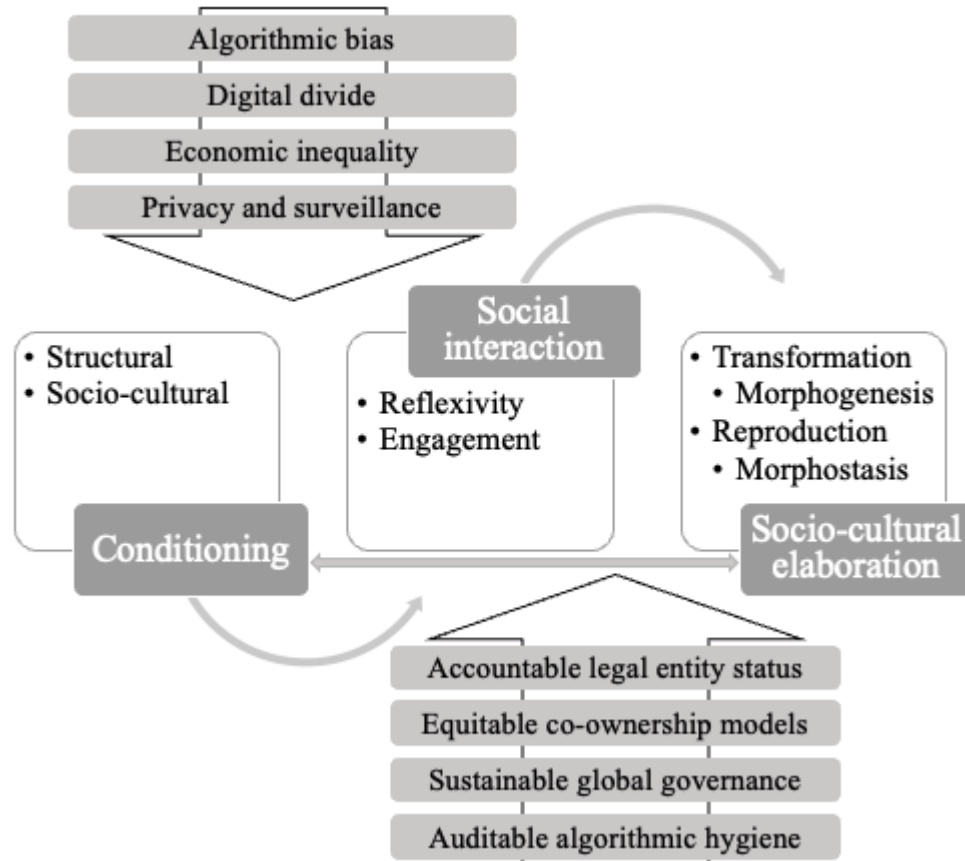 Algorithmic bias
Digital divide
Economic inequality
Privacy and surveillance
• Structural
• Socio-cultural
Conditioning
Social
interaction
• Reflexivity
• Engagement
• Transformation
• Morphogenesis
• Reproduction
• Morphostasis
Socio-cultural
elaboration
Accountable legal entity status
Equitable co-ownership models
Sustainable global governance
Auditable algorithmic hygiene